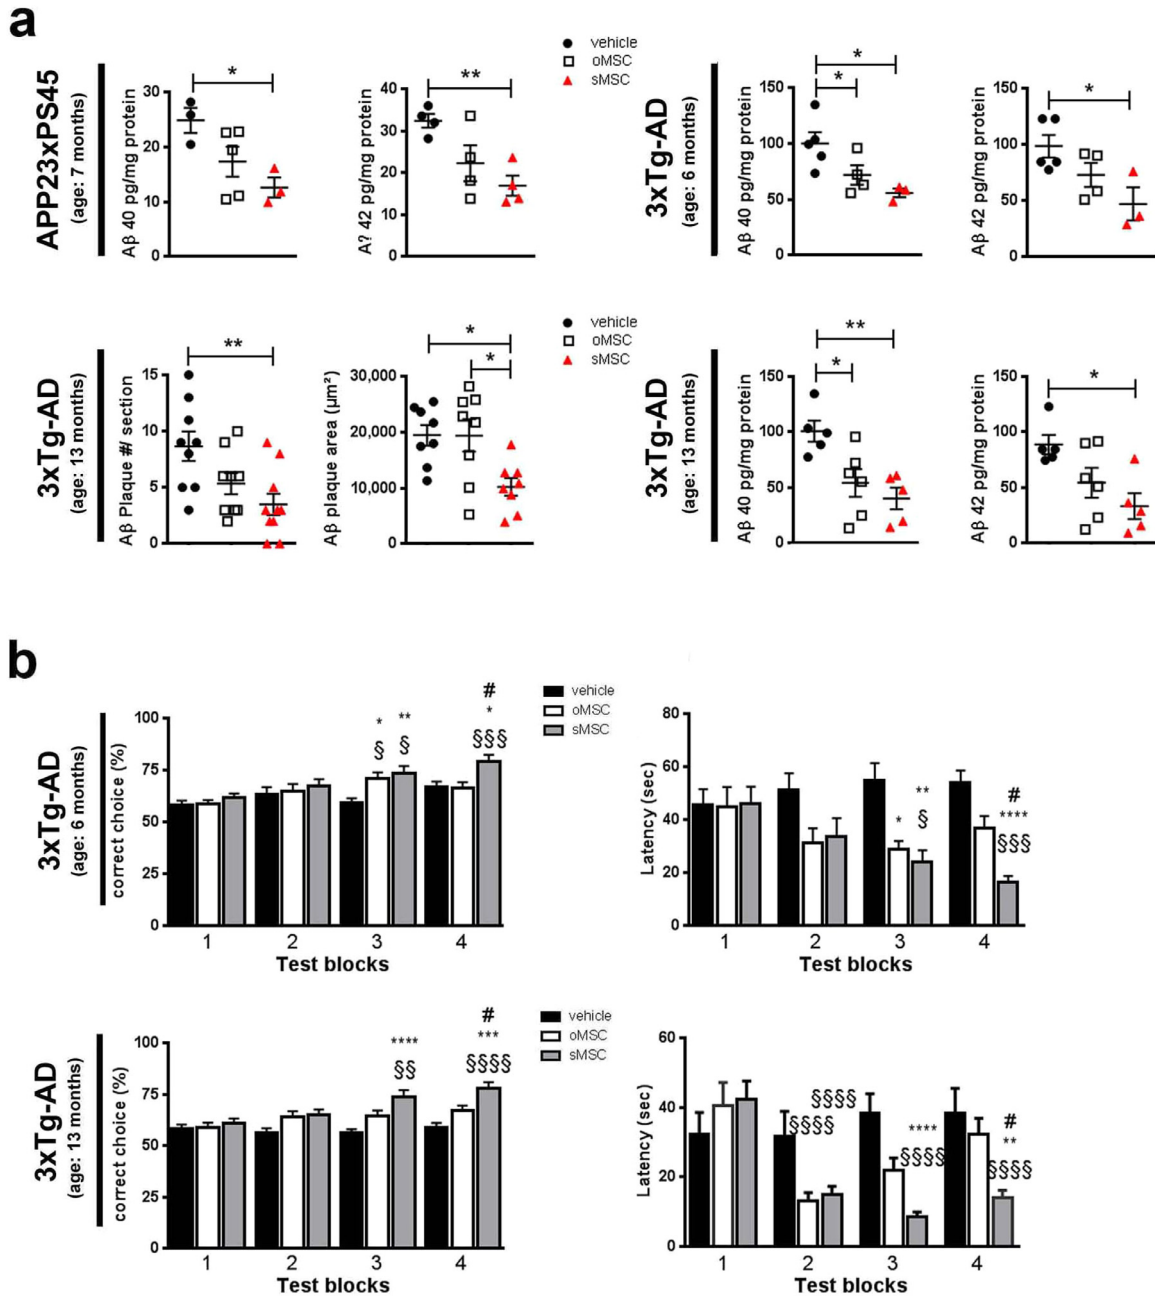 a
vehicle
oMSC
sMSC
APP23xPS45
(age: 7 months)
*
30
20
10
0
Aβ 40 pg/mg protein
**
40
30
20
10
0
A? 42 pg/mg protein
3xTg-AD
(age: 6 months)
*
*
150
100
50
0
Aβ 40 pg/mg protein
*
150
100
50
0
Aβ 42 pg/mg protein
vehicle
oMSC
sMSC
3xTg-AD
(age: 13 months)
**
15
10
5
0
Aβ Plaque #/ section
*
*
30,000
20,000
10,000
0
Aβ plaque area (µm²)
3xTg-AD
(age: 13 months)
**
*
150
100
50
0
Aβ 40 pg/mg protein
*
150
100
50
0
Aβ 42 pg/mg protein
b
vehicle
oMSC
sMSC
3xTg-AD
(age: 6 months)
correct choice (%)
100
75
50
25
0
*
§
**
§
#
*
§§§
1 2 3 4
Test blocks
Latency (sec)
80
60
40
20
0
*
**
§
#
****
§§§
1 2 3 4
Test blocks
vehicle
oMSC
sMSC
3xTg-AD
(age: 13 months)
correct choice (%)
100
75
50
25
0
****
§§
#
***
§§§§
1 2 3 4
Test blocks
Latency (sec)
60
40
20
0
§§§§
§§§§
****
§§§§
#
**
§§§§
1 2 3 4
Test blocks